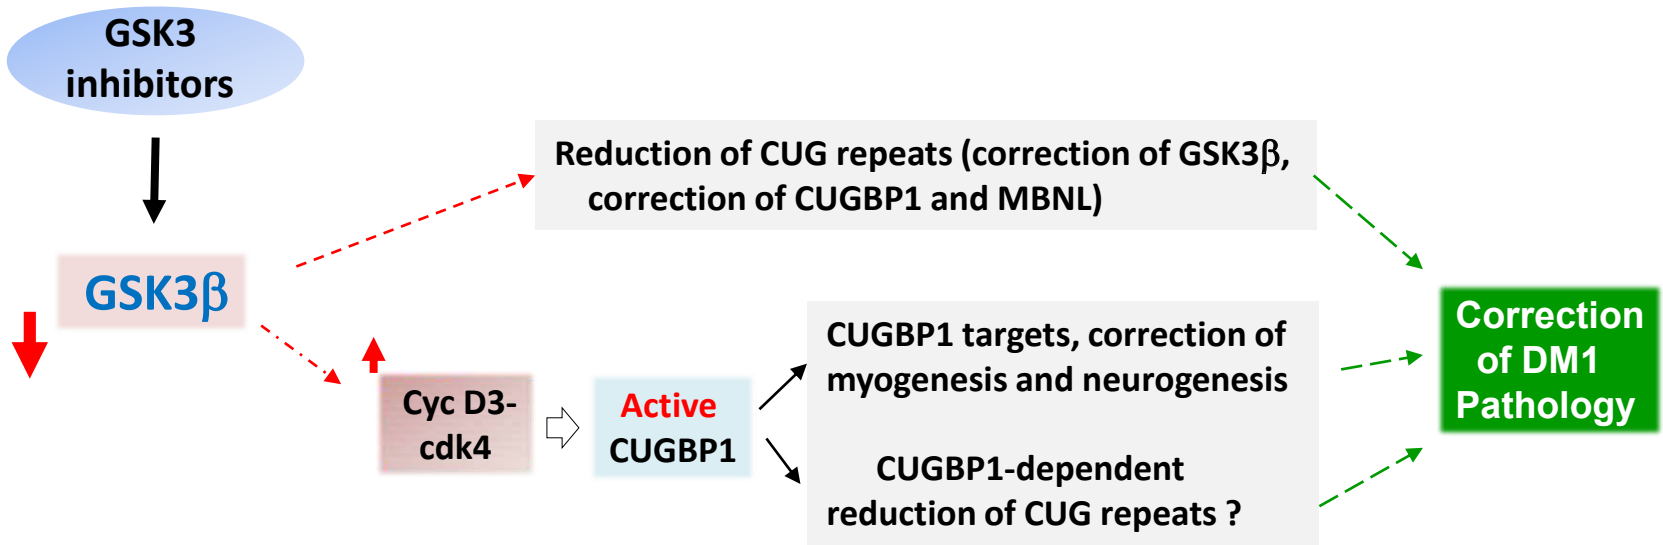 GSK3
inhibitors
Reduction of CUG repeats (correction of GSK3β,
correction of CUGBP1 and MBNL)
GSK3β
Cyc D3-
cdk4
Active
CUGBP1
CUGBP1 targets, correction of
myogenesis and neurogenesis
CUGBP1-dependent
reduction of CUG repeats ?
Correction
of DM1
Pathology